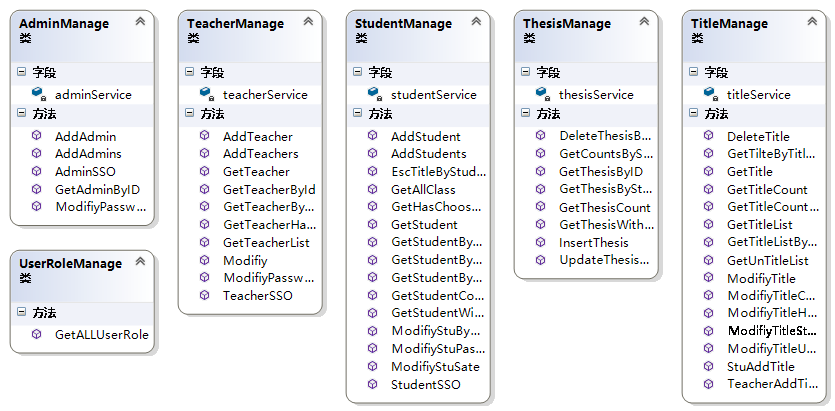 AdminManage
类
字段
adminService
方法
AddAdmin
AddAdmins
AdminSSO
GetAdminByID
ModifiyPassw...
UserRoleManage
类
方法
GetALLUserRole
TeacherManage
类
字段
teacherService
方法
AddTeacher
AddTeachers
GetTeacher
GetTeacherById
GetTeacherBy...
GetTeacherHa...
GetTeacherList
Modifiy
ModifiyPassw...
TeacherSSO
StudentManage
类
字段
studentService
方法
AddStudent
AddStudents
EscTitleByStud...
GetAllClass
GetHasChoos...
GetStudent
GetStudentBy...
GetStudentBy...
GetStudentBy...
GetStudentCo...
GetStudentWi...
ModifiyStuBy...
ModifiyStuPas...
ModifiyStuSate
StudentSSO
ThesisManage
类
字段
thesisService
方法
DeleteThesisB...
GetCountsByS...
GetThesisByID
GetThesisBySt...
GetThesisCount
GetThesisWith...
InsertThesis
UpdateThesis...
TitleManage
类
字段
titleService
方法
DeleteTitle
GetTilteByTitl...
GetTitle
GetTitleCount
GetTitleCount...
GetTitleList
GetTitleListBy...
GetUnTitleList
ModifiyTitle
ModifiyTitleC...
ModifiyTitleH...
ModifiyTitleSt...
ModifiyTitleU...
StuAddTitle
TeacherAddTi...